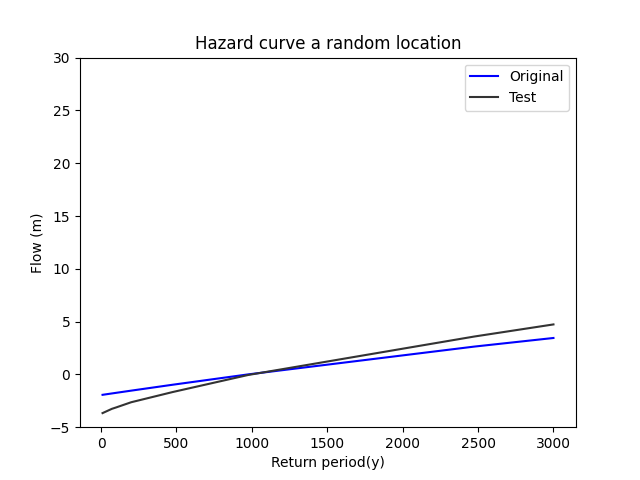 Hazard curve a random location
Original
Test
Flow (m)
30
25
20
15
10
5
0
−5
0 500 1000 1500 2000 2500 3000
Return period(y)